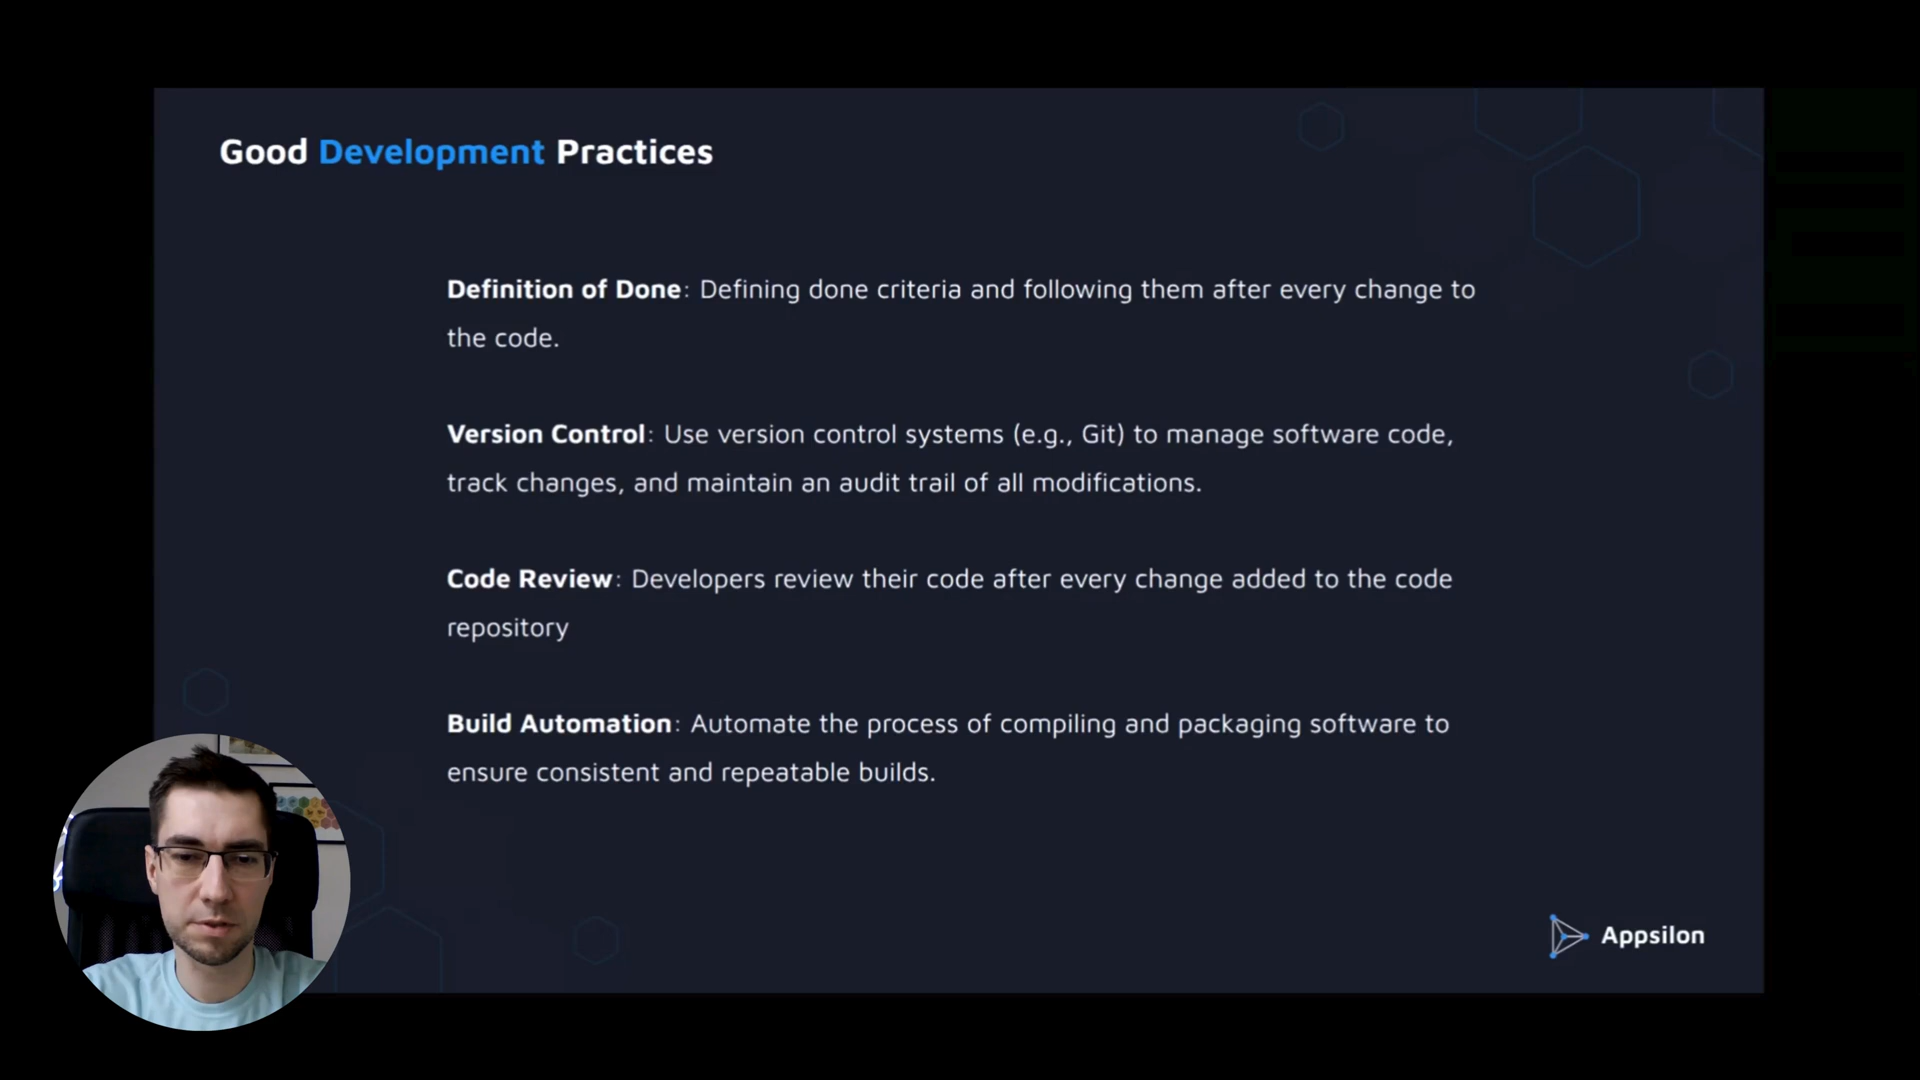 Good Development Practices
Definition of Done: Defining done criteria and following them after every change to
the code.
Version Control: Use version control systems (e.g., Git) to manage software code,
track changes, and maintain an audit trail of all modifications.
Code Review: Developers review their code after every change added to the code
repository
Build Automation: Automate the process of compiling and packaging software to
ensure consistent and repeatable builds.
Appsilon